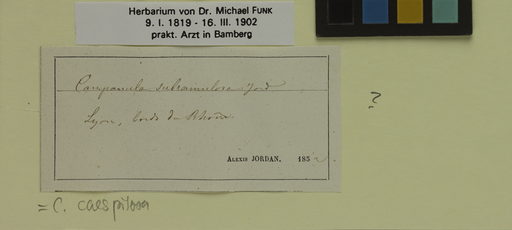 Herbarium von Dr. Michael FUNK
9. I. 1819 - 16. III. 1902
prakt. Arzt in Bamberg
Campanula subramulosa Jord
Lyon, bords du Rhône.
?
ALEXIS JORDAN. 185
= C. caespitosa